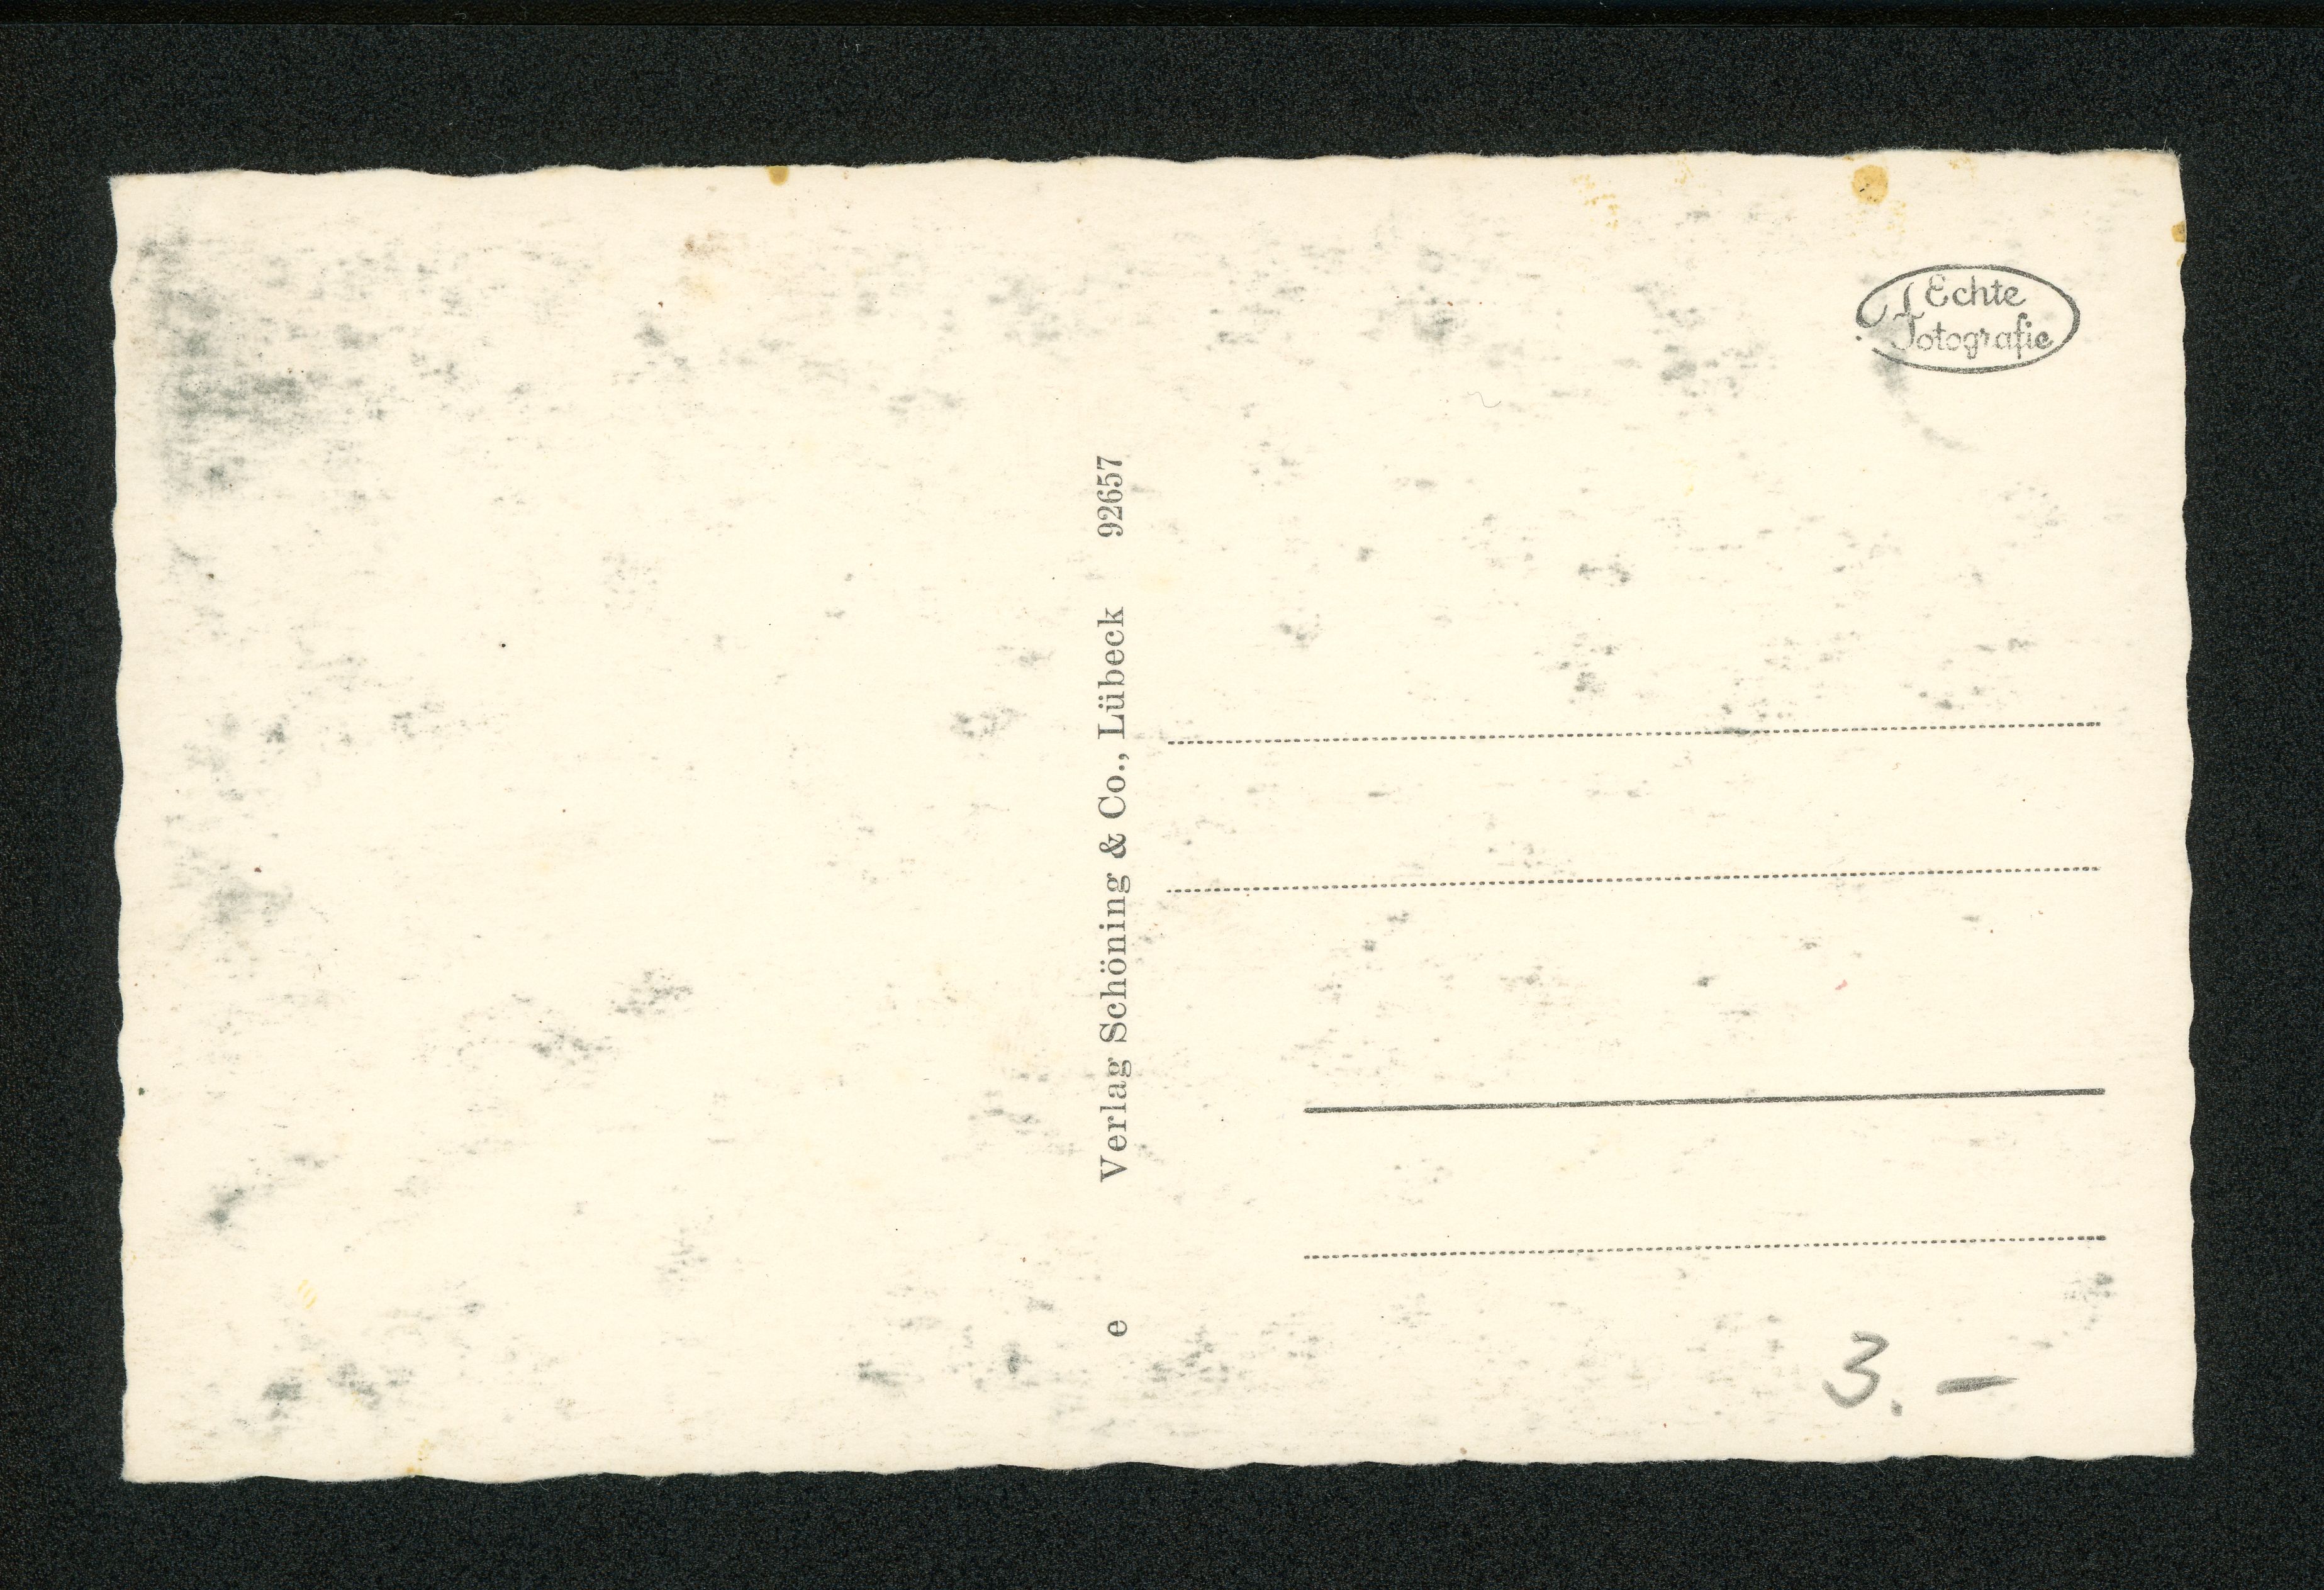 Echte
Fotografie
e Verlag Schöning & Co., Lübeck 92657
3.-